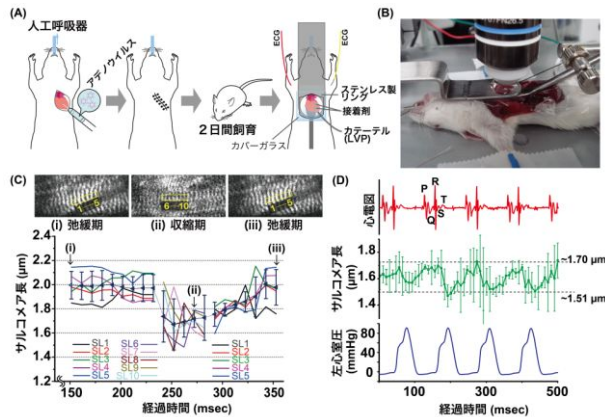 (A)
人工呼吸器
アデノウイルス
2日間飼育
カバーガラス
ECG
ECG
ステンレス製
リング
接着剤
カテーテル
(LVP)
(B)
(C)
1 5
6 10
1 5
(i) 弛緩期
(ii) 収縮期
(iii) 弛緩期
サルコメア長 (μm)
2.2
2.0
1.8
1.6
1.4
1.2
(i)
(ii)
(iii)
SL1 SL6
SL2 SL7
SL3 SL8
SL4 SL9
SL5 SL10
SL1
SL2
SL3
SL4
SL5
150 200 250 300 350
経過時間 (msec)
(D)
心電図
P R T
Q S
サルコメア長
(μm)
1.8
1.6
1.4
~1.70 μm
~1.51 μm
左心室圧
(mmHg)
80
40
0
100 300 500
経過時間 (msec)